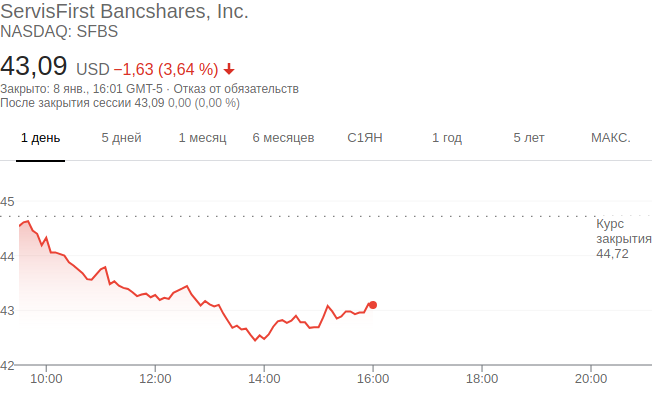 ServisFirst Bancshares, Inc.
NASDAQ: SFBS
43,09 USD −1,63 (3,64 %)
Закрыто: 8 янв., 16:01 GMT-5 · Отказ от обязательств
После закрытия сессии 43,09 0,00 (0,00 %)
1 день 5 дней 1 месяц 6 месяцев С1ЯН 1 год 5 лет МАКС.
45
Курс
закрытия
44,72
44
43
42
10:00 12:00 14:00 16:00 18:00 20:00